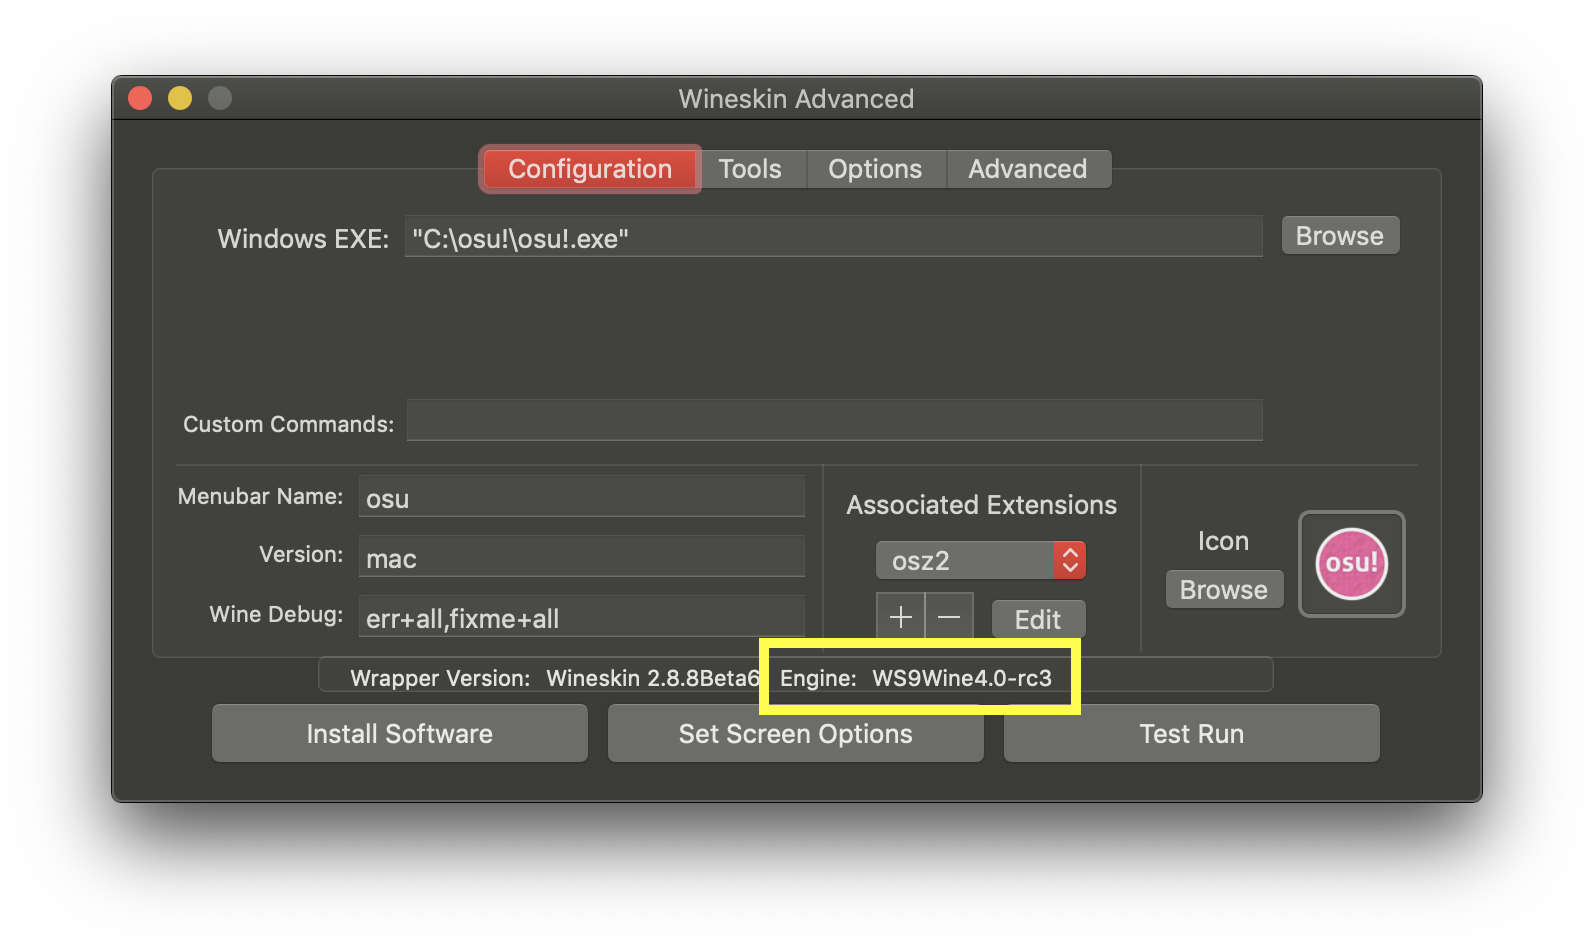 Wineskin Advanced
Configuration Tools Options Advanced
Windows EXE: "C:\osu!\osu!.exe" Browse
Custom Commands:
Menubar Name: osu
Version: mac
Wine Debug: err+all,fixme+all
Associated Extensions
osz2
+ — Edit
Icon
Browse
osu!
Wrapper Version: Wineskin 2.8.8Beta6 Engine: WS9Wine4.0-rc3
Install Software Set Screen Options Test Run